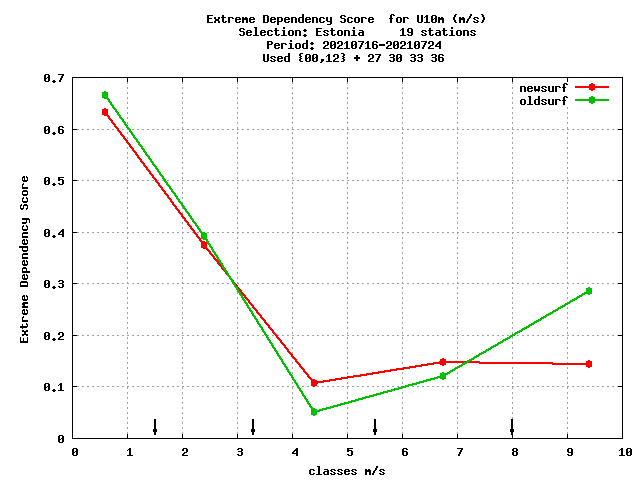 Extreme Dependency Score  for U10m (m/s)
Selection: Estonia     19 stations
Period: 20210716-20210724
Used {00,12} + 27 30 33 36
newsurf
oldsurf
0.7
0.6
0.5
0.4
0.3
0.2
0.1
0
Extreme Dependency Score
0 1 2 3 4 5 6 7 8 9 10
classes m/s